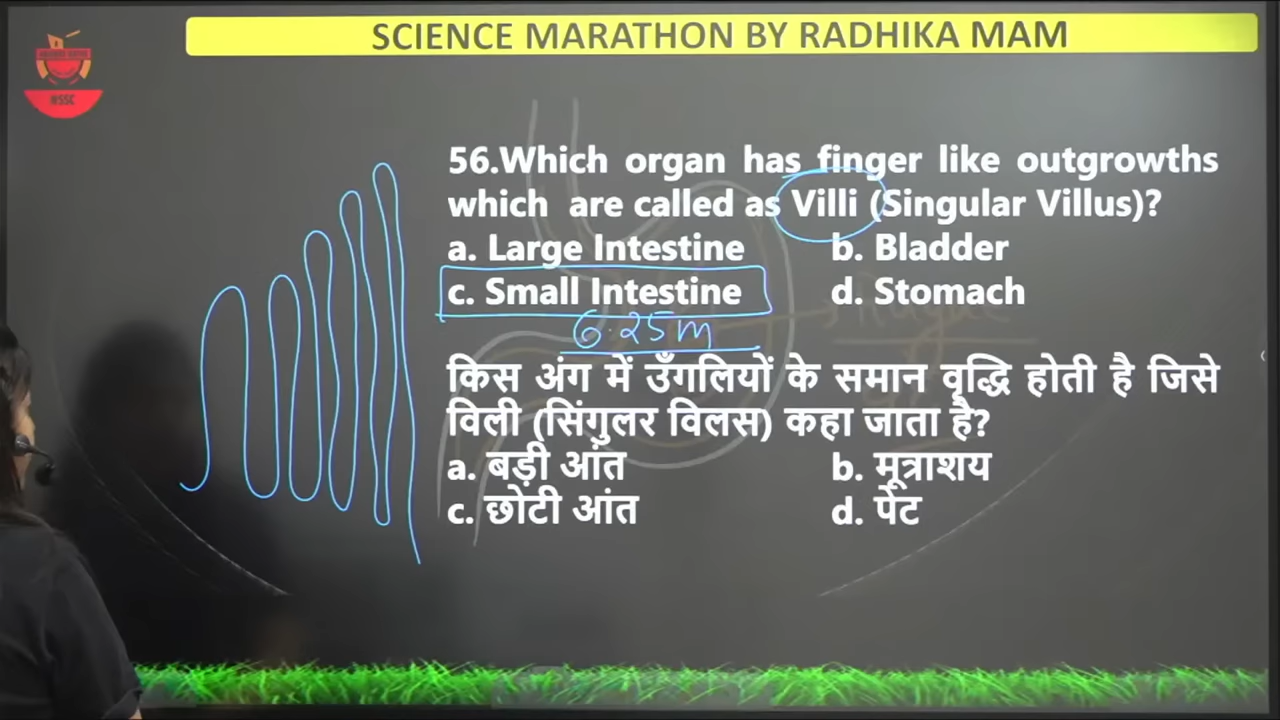 SCIENCE MARATHON BY RADHIKA MAM
WSSC
56.Which organ has finger like outgrowths
which are called as Villi (Singular Villus)?
a. Large Intestine b. Bladder
c. Small Intestine d. Stomach
6.25m
किस अंग में उँगलियों के समान वृद्धि होती है जिसे
विली (सिंगुलर विलस) कहा जाता है?
a. बड़ी आंत b. मूत्राशय
c. छोटी आंत d. पेट